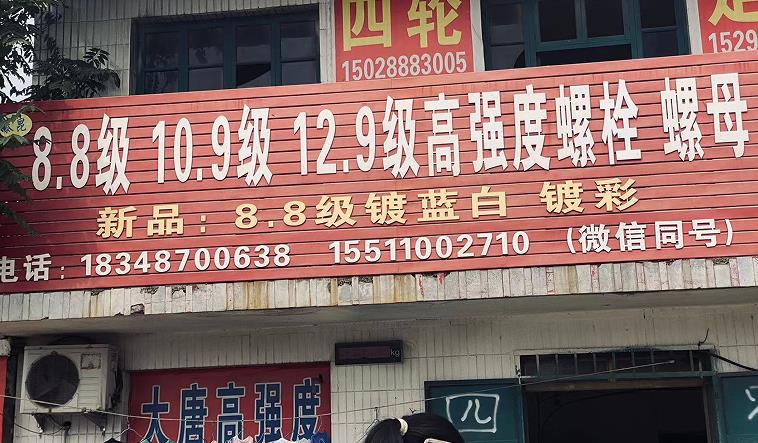 四轮
15028883005
8.8级 10.9级 12.9级高强度螺栓 螺母
新品：8.8级镀蓝白 镀彩
电话：18348700638 15511002710 （微信同号）
kg
大唐高强度
四